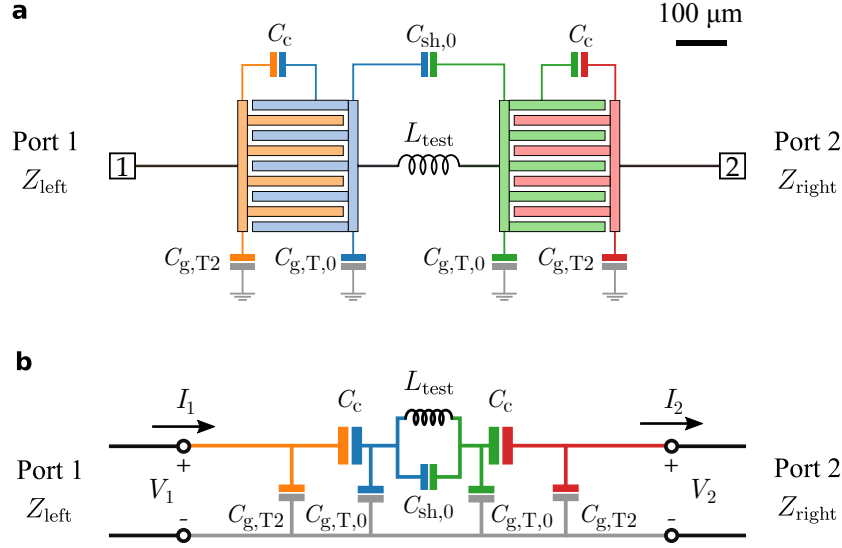 a
100 μm
C_c
C_sh,0
C_c
Port 1
Z_left
1
L_test
2
Port 2
Z_right
C_g,T2
C_g,T,0
C_g,T,0
C_g,T2
b
I_1
C_c
L_test
C_c
I_2
+
+
Port 1
Z_left
V_1
C_sh,0
V_2
Port 2
Z_right
C_g,T2
C_g,T,0
C_g,T,0
C_g,T2
-
-